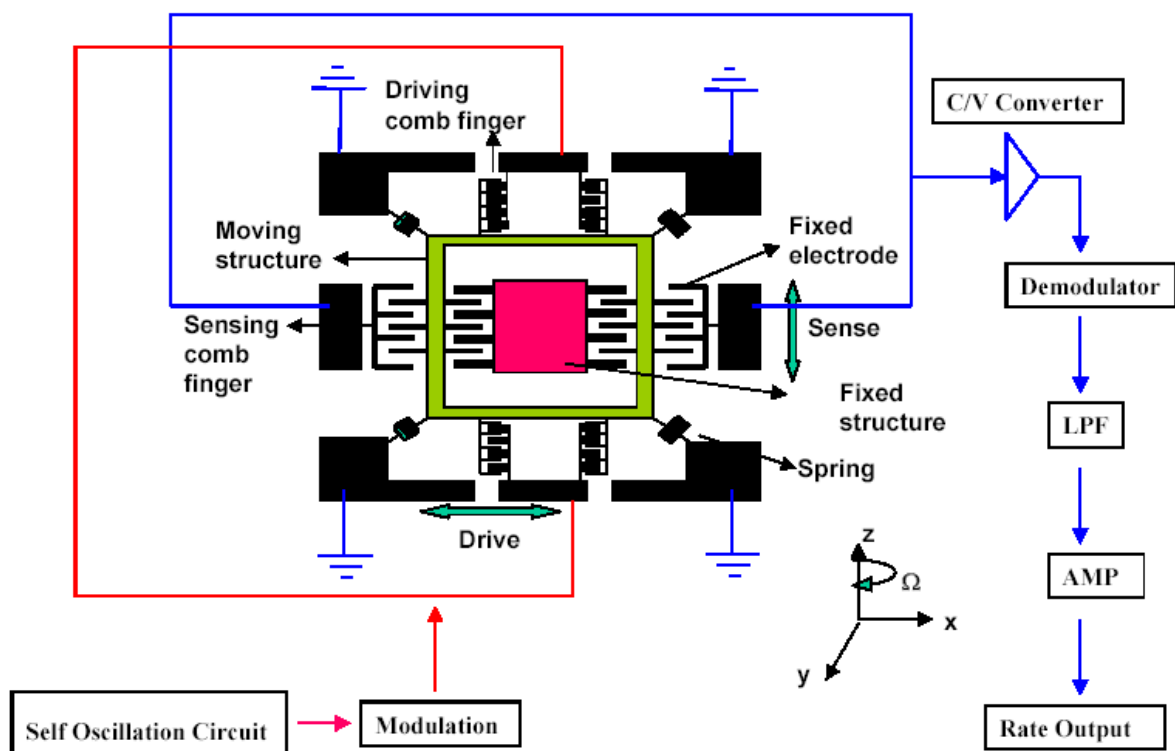 Driving
comb finger
C/V Converter
Moving
structure
Fixed
electrode
Demodulator
Sensing
comb
finger
Sense
Fixed
structure
LPF
Spring
Drive
z
Ω
x
y
AMP
Self Oscillation Circuit
Modulation
Rate Output